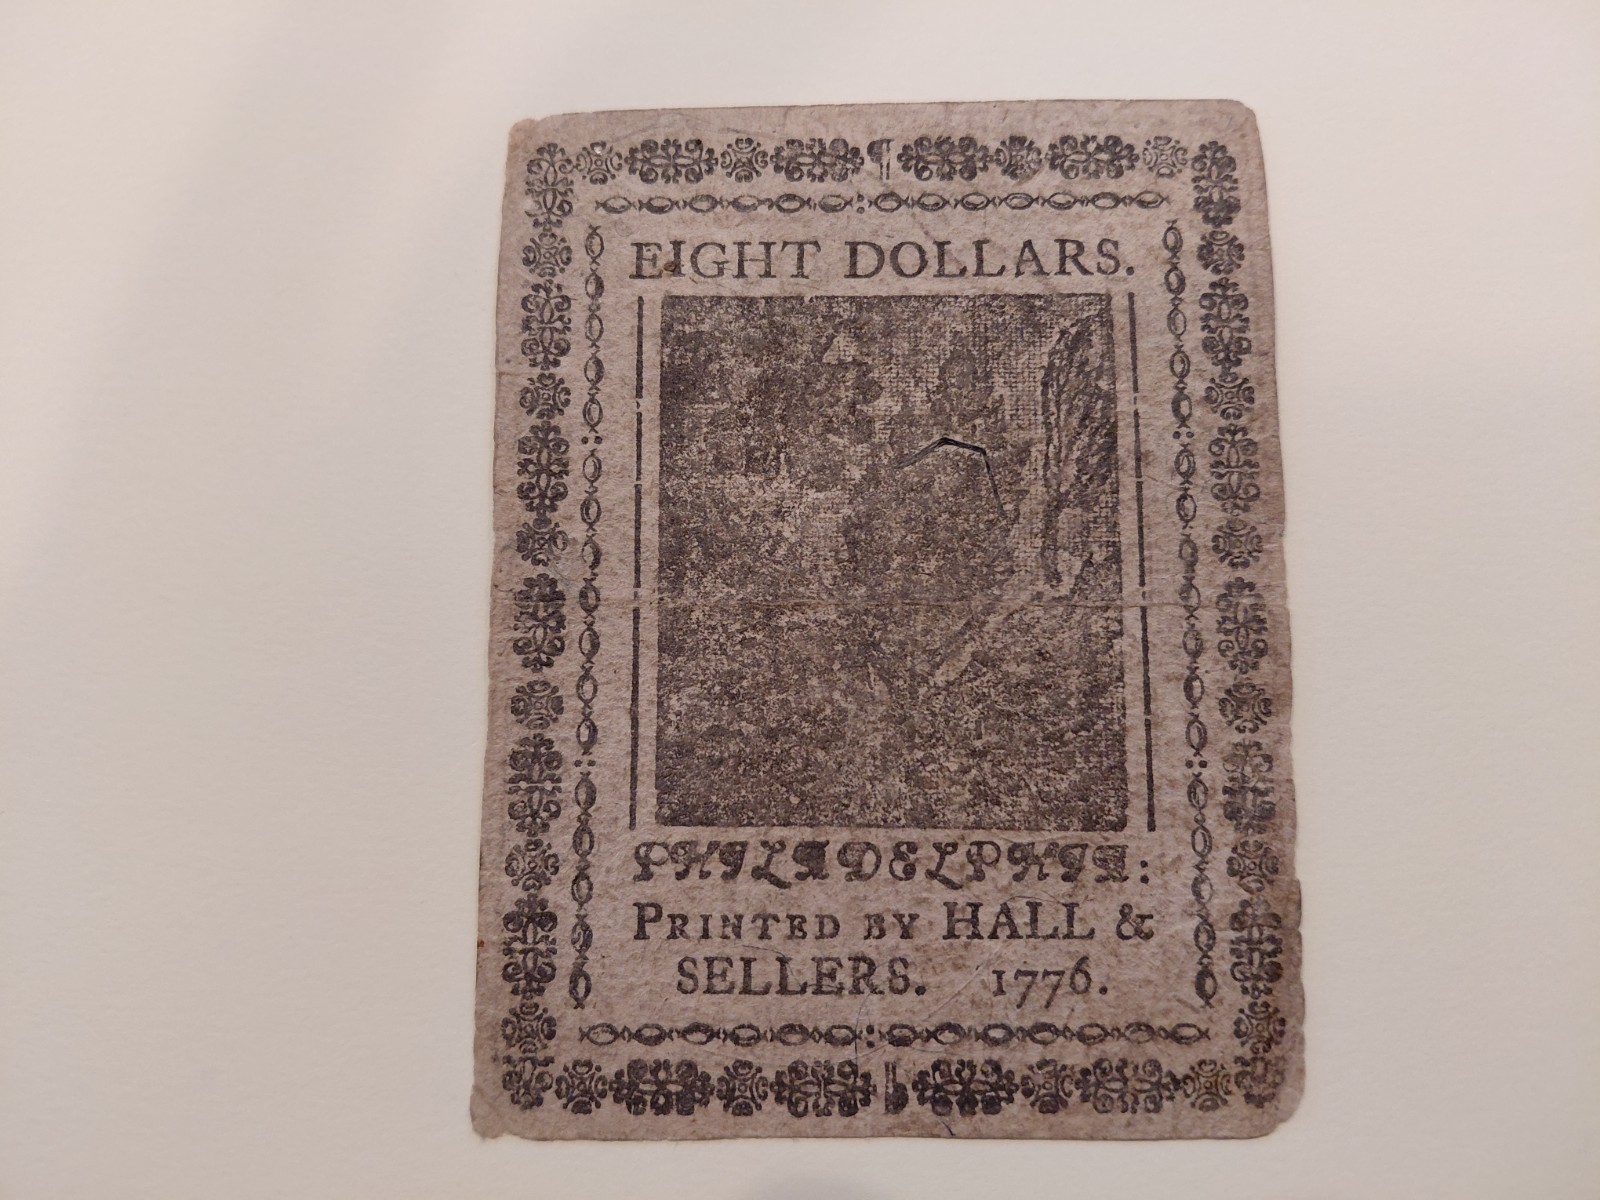 EIGHT DOLLARS.
PHILADELPHIA:
PRINTED BY HALL &
SELLERS. 1776.